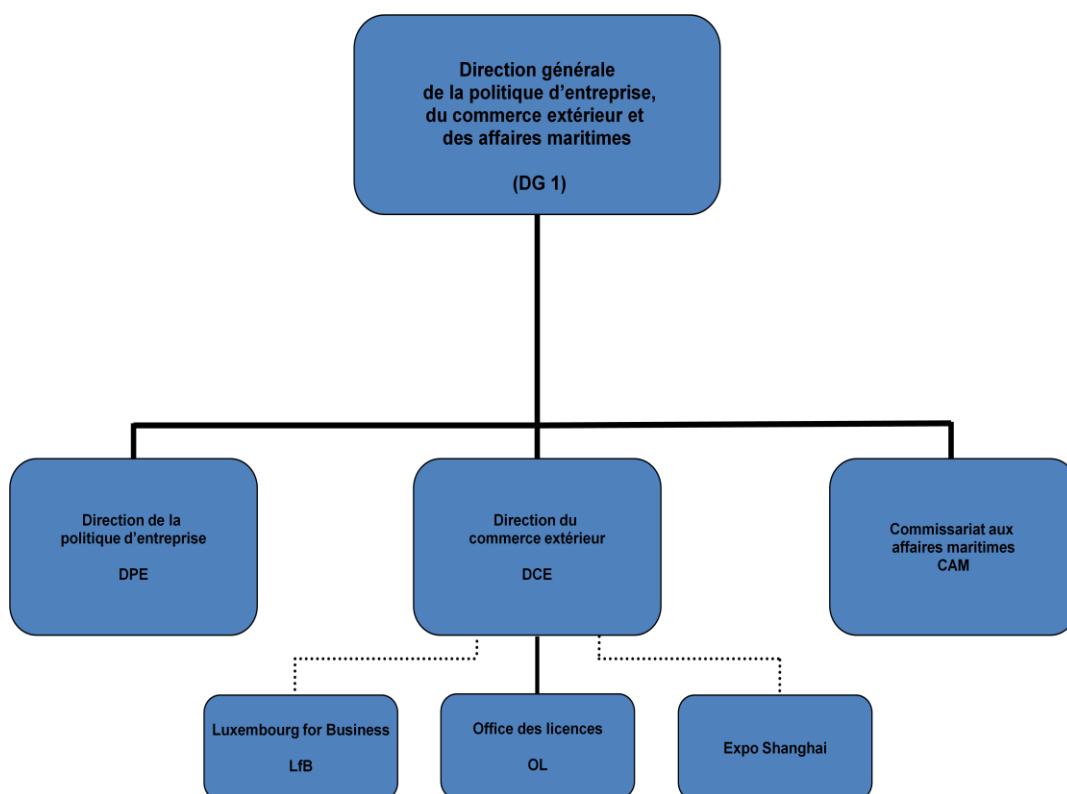 Direction générale
de la politique d’entreprise,
du commerce extérieur et
des affaires maritimes
(DG 1)
Direction de la
politique d’entreprise
DPE
Direction du
commerce extérieur
DCE
Commissariat aux
affaires maritimes
CAM
Luxembourg for Business
LfB
Office des licences
OL
Expo Shanghai